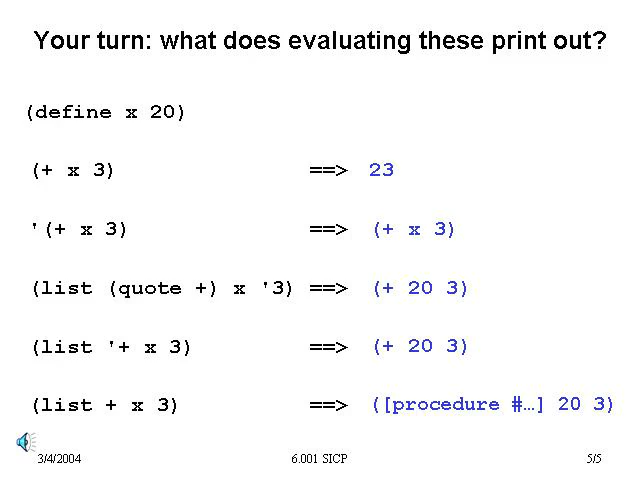 Your turn: what does evaluating these print out?
(define x 20)
(+ x 3) ==> 23
'(+ x 3) ==> (+ x 3)
(list (quote +) x '3) ==> (+ 20 3)
(list '+ x 3) ==> (+ 20 3)
(list + x 3) ==> ([procedure #…] 20 3)
3/4/2004 6.001 SICP 5/5